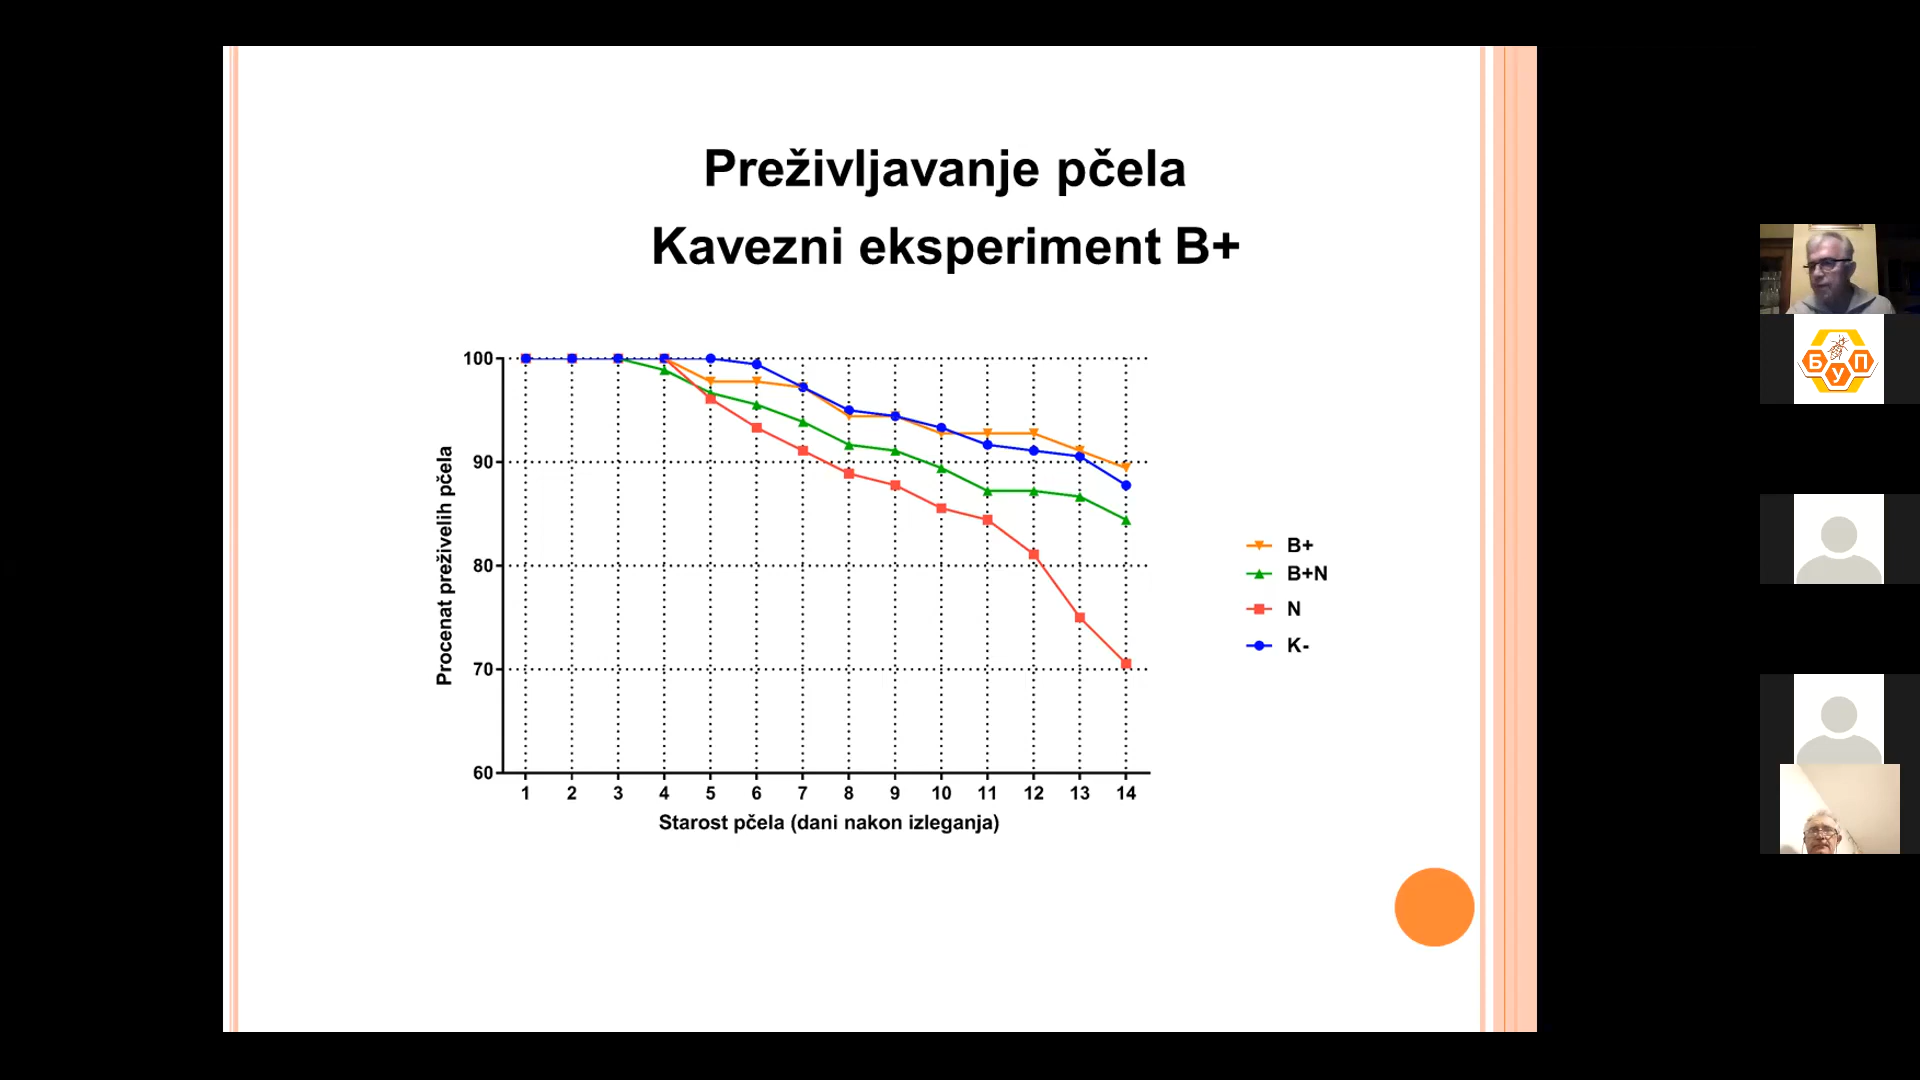 Preživljavanje pčela
Kavezni eksperiment B+
Procenat preživelih pčela
100
90
80
70
60
1 2 3 4 5 6 7 8 9 10 11 12 13 14
Starost pčela (dani nakon izleganja)
B+
B+N
N
K-
Б У П